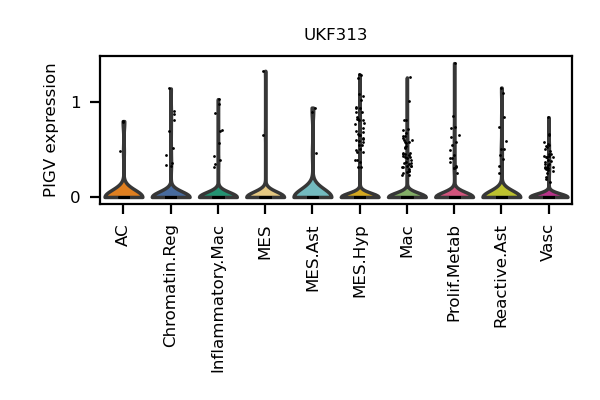 UKF313
PIGV expression
1
0
AC
Chromatin.Reg
Inflammatory.Mac
MES
MES.Ast
MES.Hyp
Mac
Prolif.Metab
Reactive.Ast
Vasc